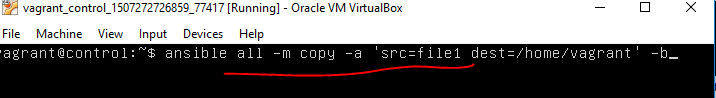 vagrant_control_1507272726859_77417 [Running] - Oracle VM VirtualBox
File Machine View Input Devices Help
vagrant@control:~$ ansible all -m copy -a 'src=file1 dest=/home/vagrant' -b_